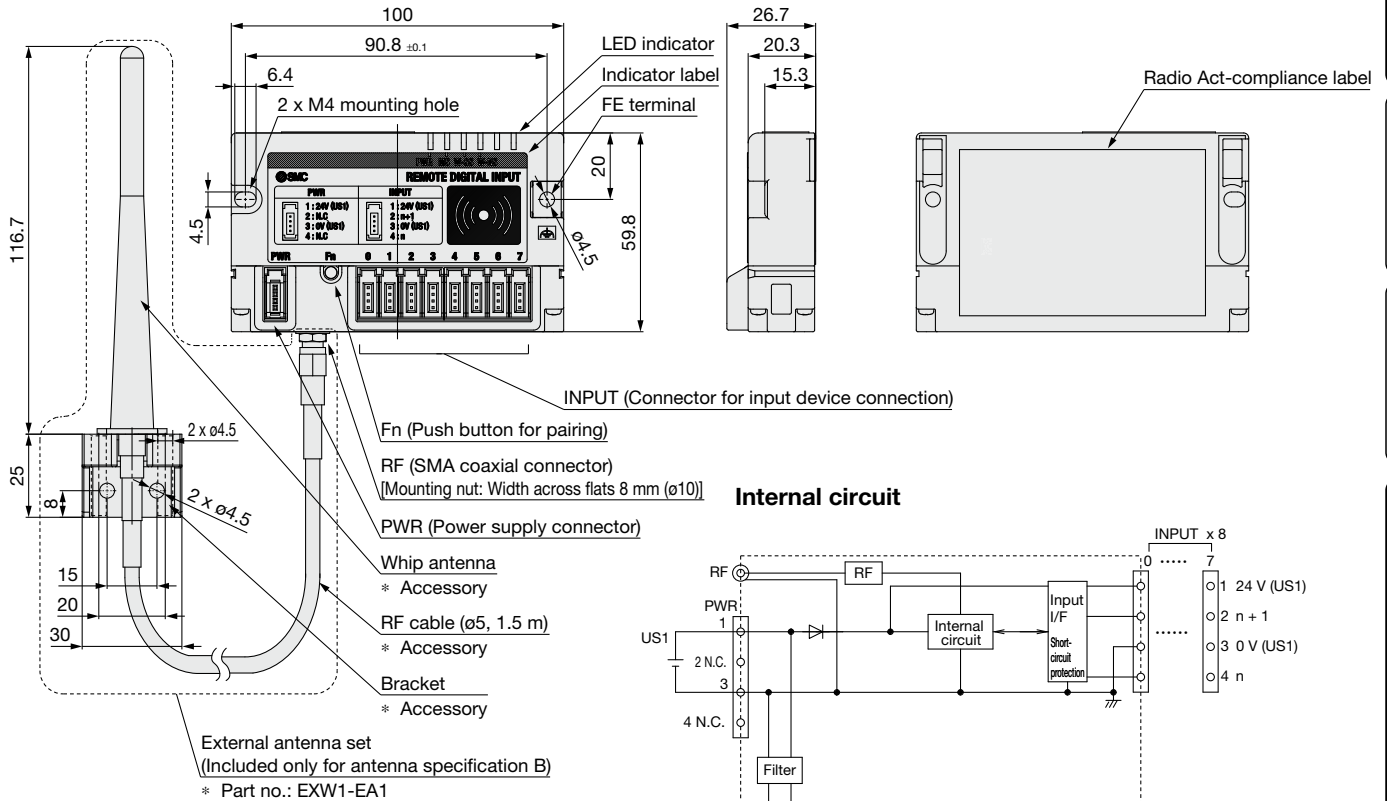 100
90.8 ±0.1
6.4
2 x M4 mounting hole
LED indicator
Indicator label
FE terminal
26.7
20.3
15.3
Radio Act-compliance label
116.7
4.5
20
59.8
ø4.5
SMC
REMOTE DIGITAL INPUT
PWR
1 : 24V (US1)
2 : N.C
3 : 0V (US1)
4 : N.C
INPUT
1 : 24V (US1)
2 : n+1
3 : 0V (US1)
4 : n
PWR Fn 0 1 2 3 4 5 6 7
INPUT (Connector for input device connection)
Fn (Push button for pairing)
RF (SMA coaxial connector)
[Mounting nut: Width across flats 8 mm (ø10)]
PWR (Power supply connector)
Whip antenna
* Accessory
RF cable (ø5, 1.5 m)
* Accessory
Bracket
* Accessory
External antenna set
(Included only for antenna specification B)
* Part no.: EXW1-EA1
2 x ø4.5
2 x ø4.5
25
8
15
20
30
Internal circuit
INPUT x 8
0 ····· 7
RF
RF
PWR
1
US1
2 N.C.
3
4 N.C.
Internal
circuit
Input
I/F
Short-
circuit
protection
······
1 24 V (US1)
2 n + 1
3 0 V (US1)
4 n
Filter